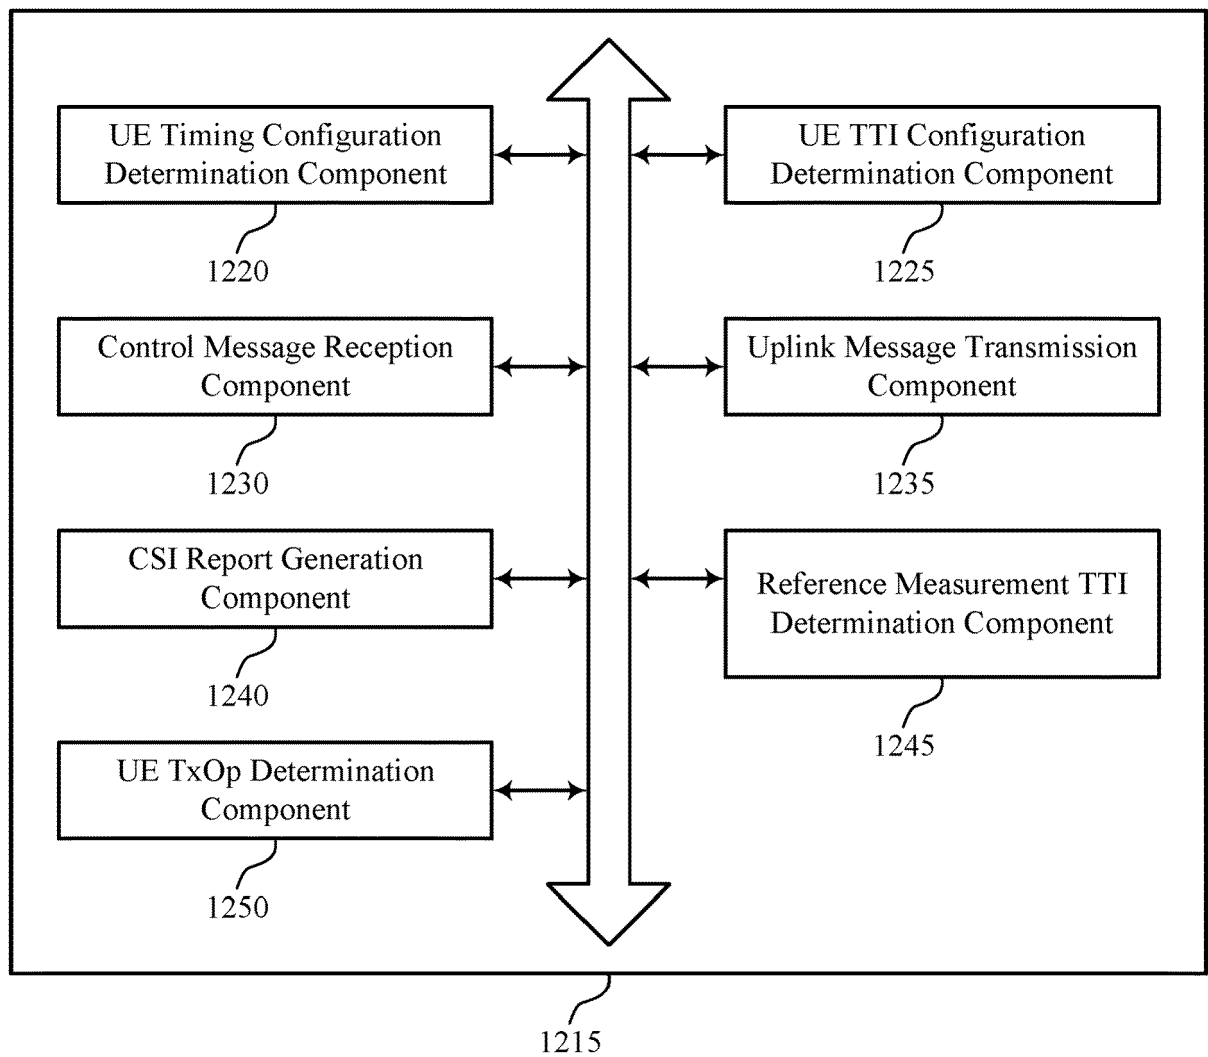 UE Timing Configuration
Determination Component
1220
UE TTI Configuration
Determination Component
1225
Control Message Reception
Component
1230
Uplink Message Transmission
Component
1235
CSI Report Generation
Component
1240
Reference Measurement TTI
Determination Component
1245
UE TxOp Determination
Component
1250
1215